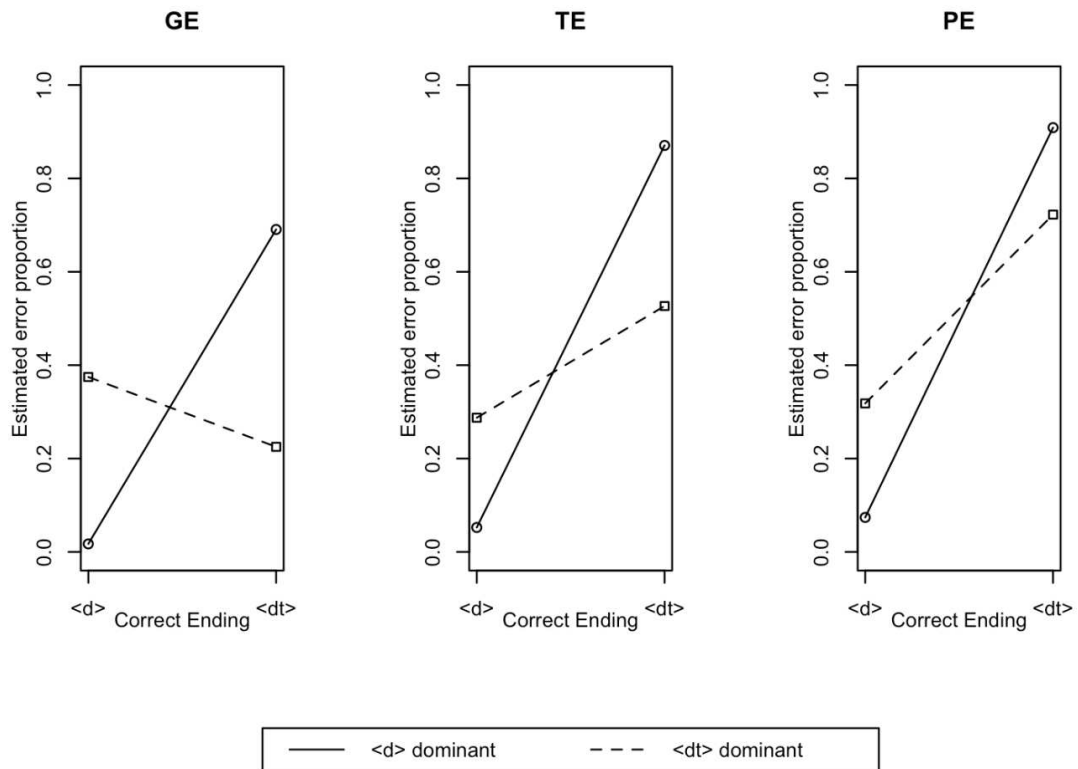 GE
TE
PE
Estimated error proportion
0.0 0.2 0.4 0.6 0.8 1.0
<d> <dt>
Correct Ending
Estimated error proportion
0.0 0.2 0.4 0.6 0.8 1.0
<d> <dt>
Correct Ending
Estimated error proportion
0.0 0.2 0.4 0.6 0.8 1.0
<d> <dt>
Correct Ending
<d> dominant
<dt> dominant